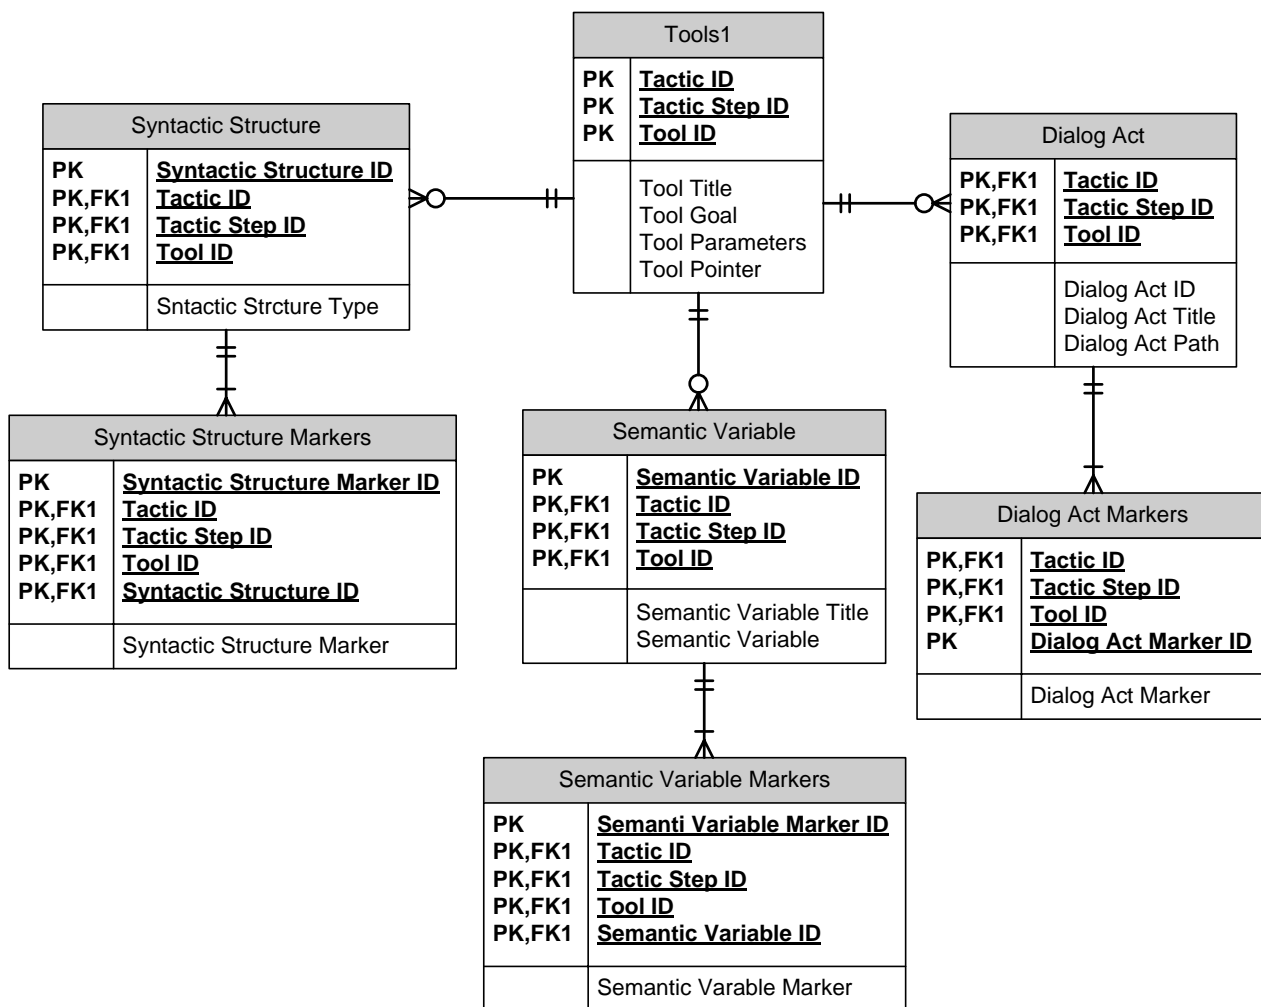 Tools1
PK Tactic ID
PK Tactic Step ID
PK Tool ID
Tool Title
Tool Goal
Tool Parameters
Tool Pointer
Syntactic Structure
PK Syntactic Structure ID
PK,FK1 Tactic ID
PK,FK1 Tactic Step ID
PK,FK1 Tool ID
Sntactic Strcture Type
Dialog Act
PK,FK1 Tactic ID
PK,FK1 Tactic Step ID
PK,FK1 Tool ID
Dialog Act ID
Dialog Act Title
Dialog Act Path
Syntactic Structure Markers
PK Syntactic Structure Marker ID
PK,FK1 Tactic ID
PK,FK1 Tactic Step ID
PK,FK1 Tool ID
PK,FK1 Syntactic Structure ID
Syntactic Structure Marker
Semantic Variable
PK Semantic Variable ID
PK,FK1 Tactic ID
PK,FK1 Tactic Step ID
PK,FK1 Tool ID
Semantic Variable Title
Semantic Variable
Dialog Act Markers
PK,FK1 Tactic ID
PK,FK1 Tactic Step ID
PK,FK1 Tool ID
PK Dialog Act Marker ID
Dialog Act Marker
Semantic Variable Markers
PK Semanti Variable Marker ID
PK,FK1 Tactic ID
PK,FK1 Tactic Step ID
PK,FK1 Tool ID
PK,FK1 Semantic Variable ID
Semantic Varable Marker